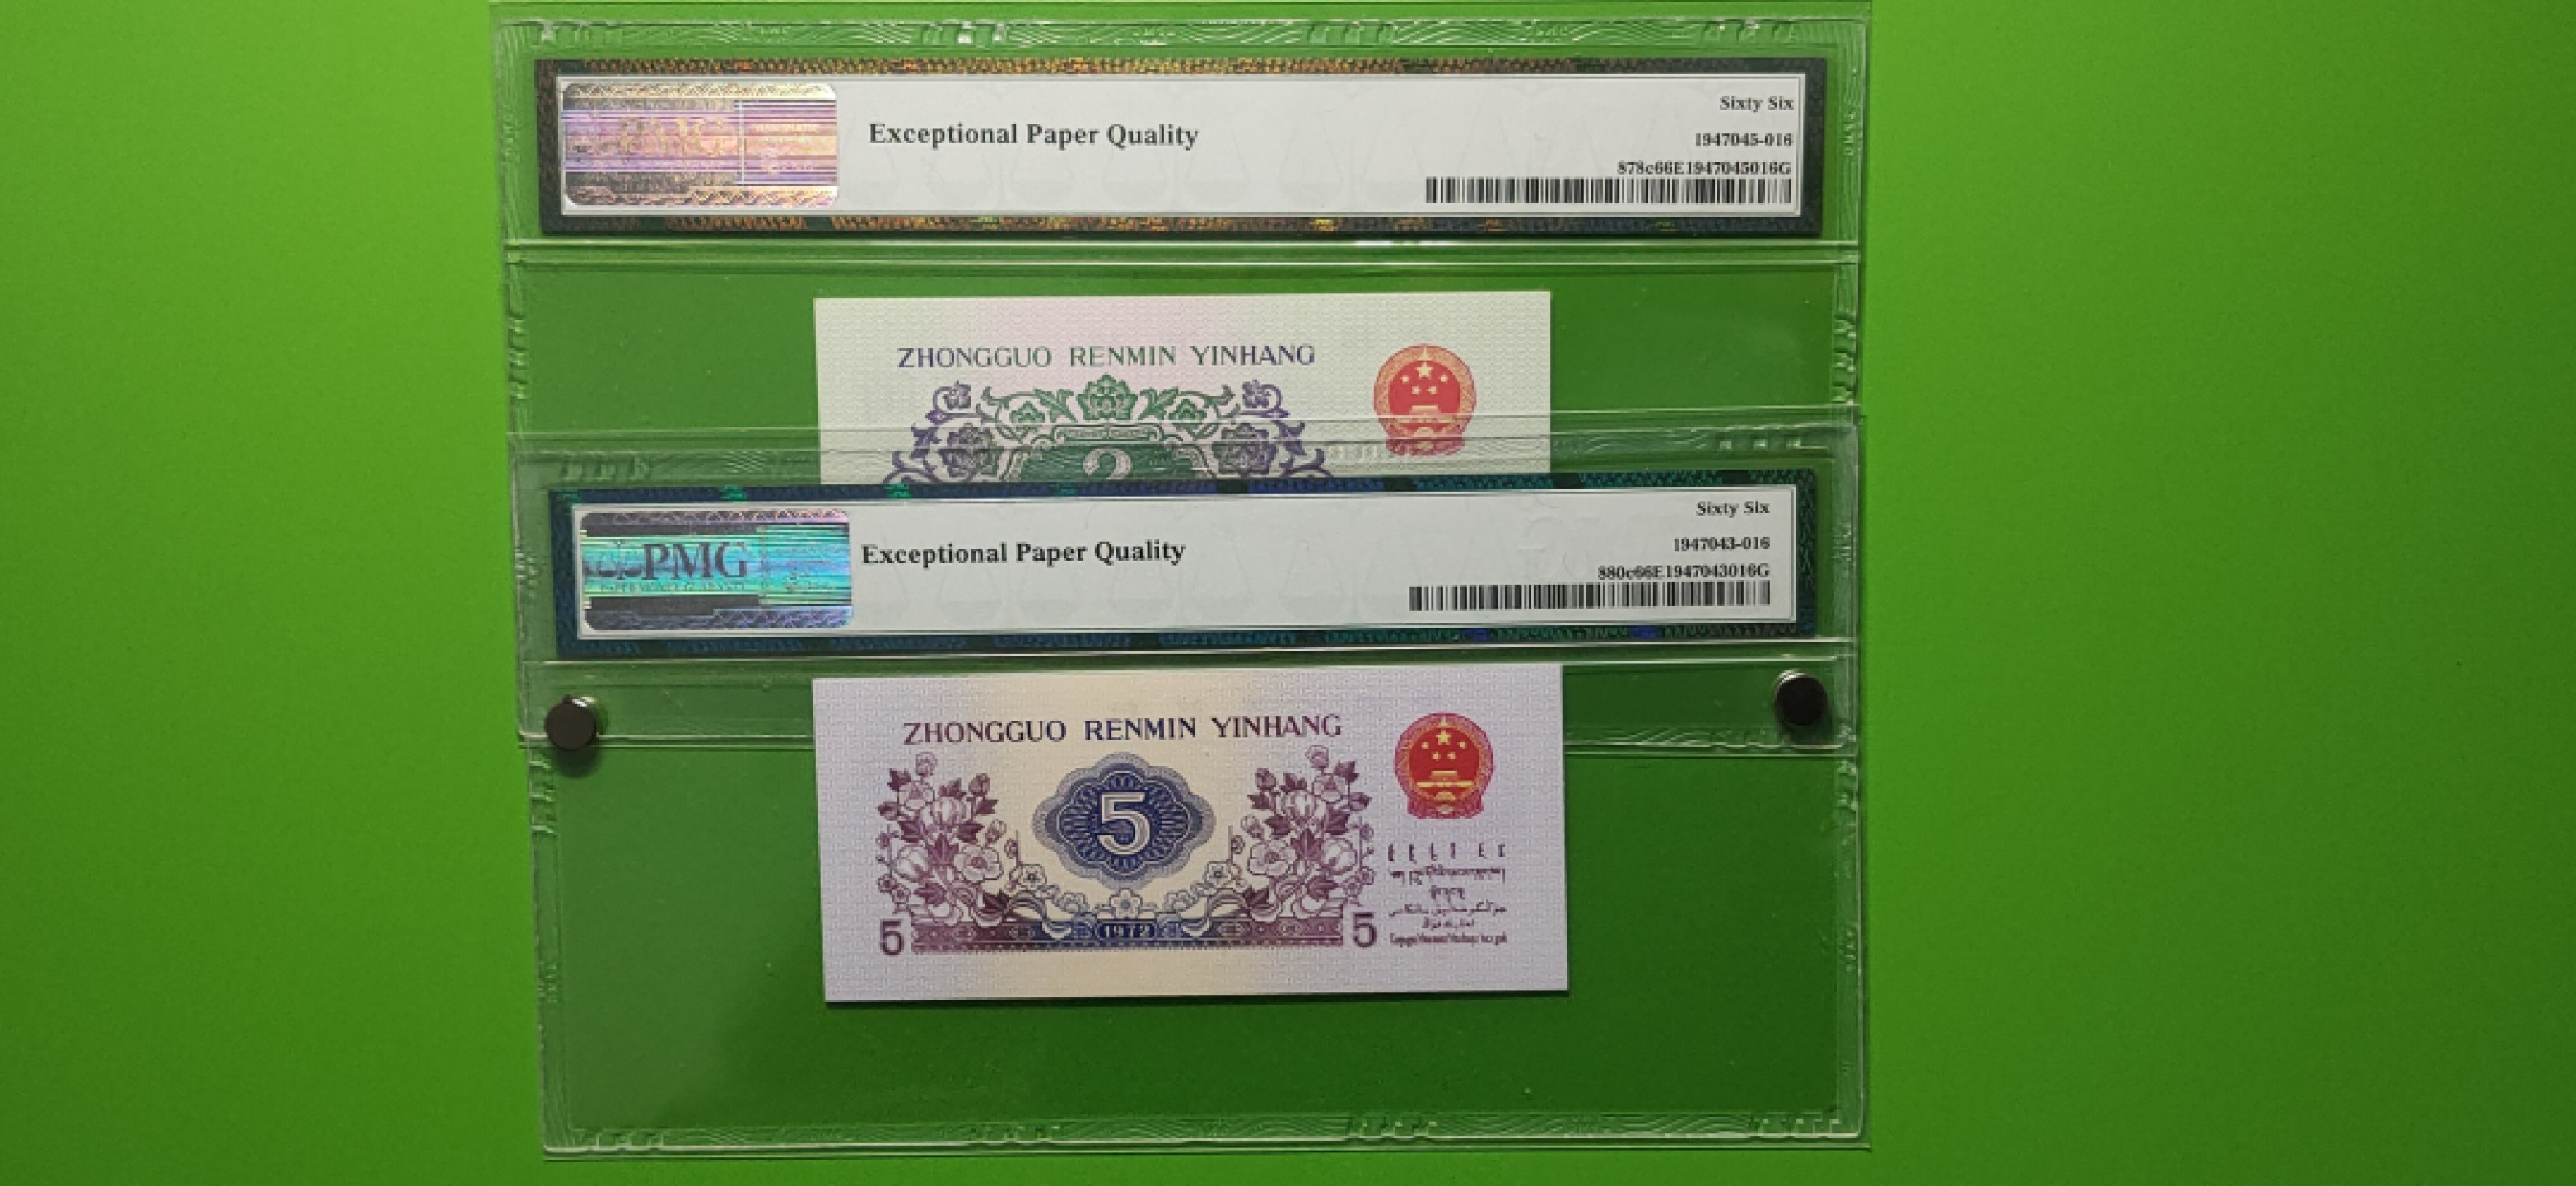 Sixty Six
Exceptional Paper Quality
1947045-016
878c66E1947045016G
ZHONGGUO RENMIN YINHANG
2
Sixty Six
PMG
Exceptional Paper Quality
1947043-016
880c66E1947043016G
ZHONGGUO RENMIN YINHANG
5
5 1972 5